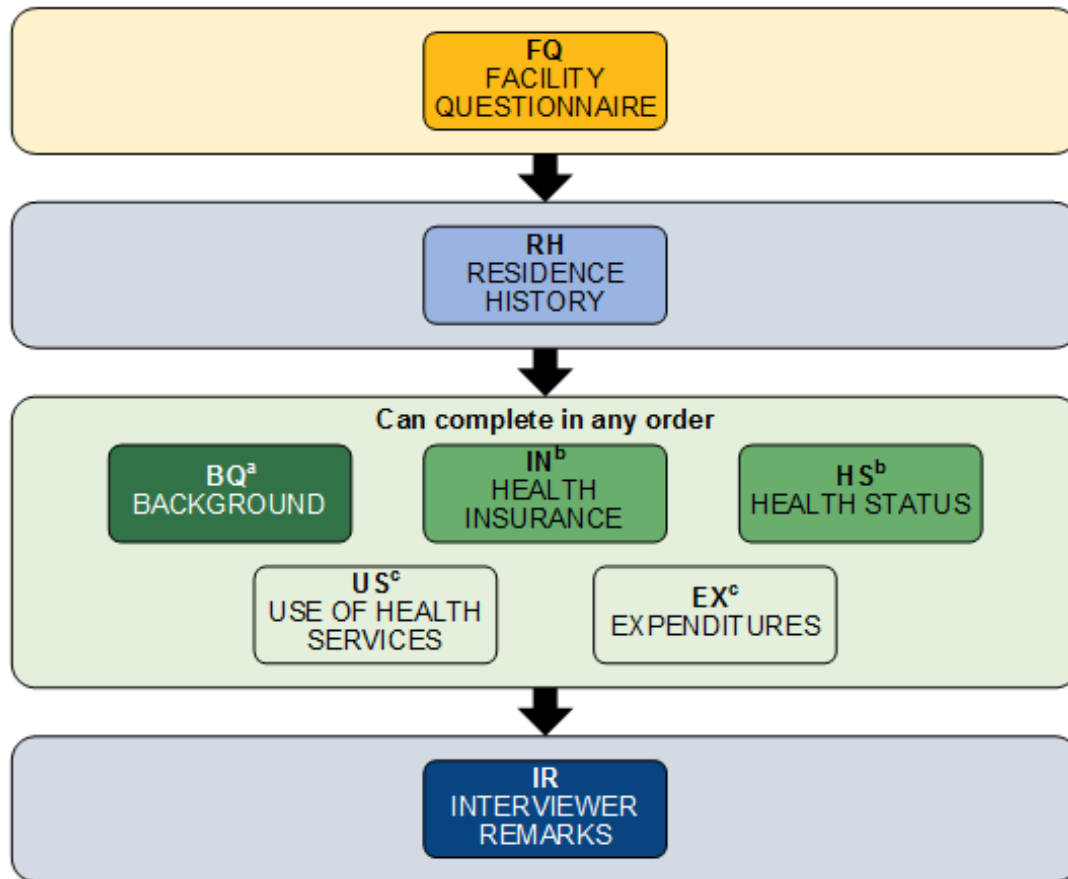 FQ
FACILITY
QUESTIONNAIRE
RH
RESIDENCE
HISTORY
Can complete in any order
BQᵃ
BACKGROUND
INᵇ
HEALTH
INSURANCE
HSᵇ
HEALTH STATUS
USᶜ
USE OF HEALTH
SERVICES
EXᶜ
EXPENDITURES
IR
INTERVIEWER
REMARKS